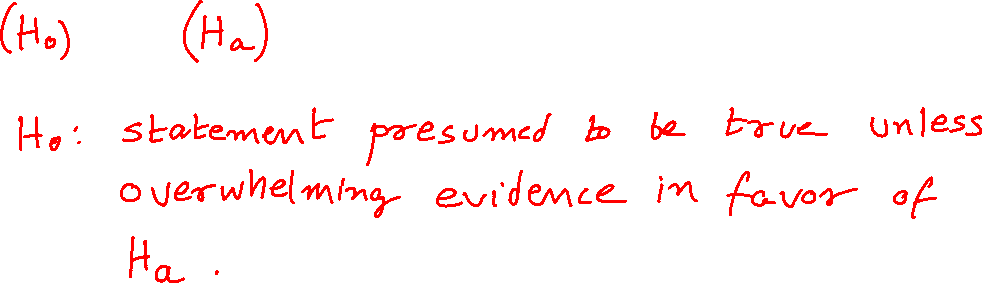 (H₀) (Hₐ)
H₀: statement presumed to be true unless
overwhelming evidence in favor of
Hₐ.